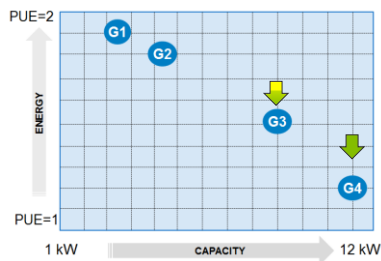 PUE=2
G1
G2
G3
G4
ENERGY
PUE=1
1 kW
CAPACITY
12 kW